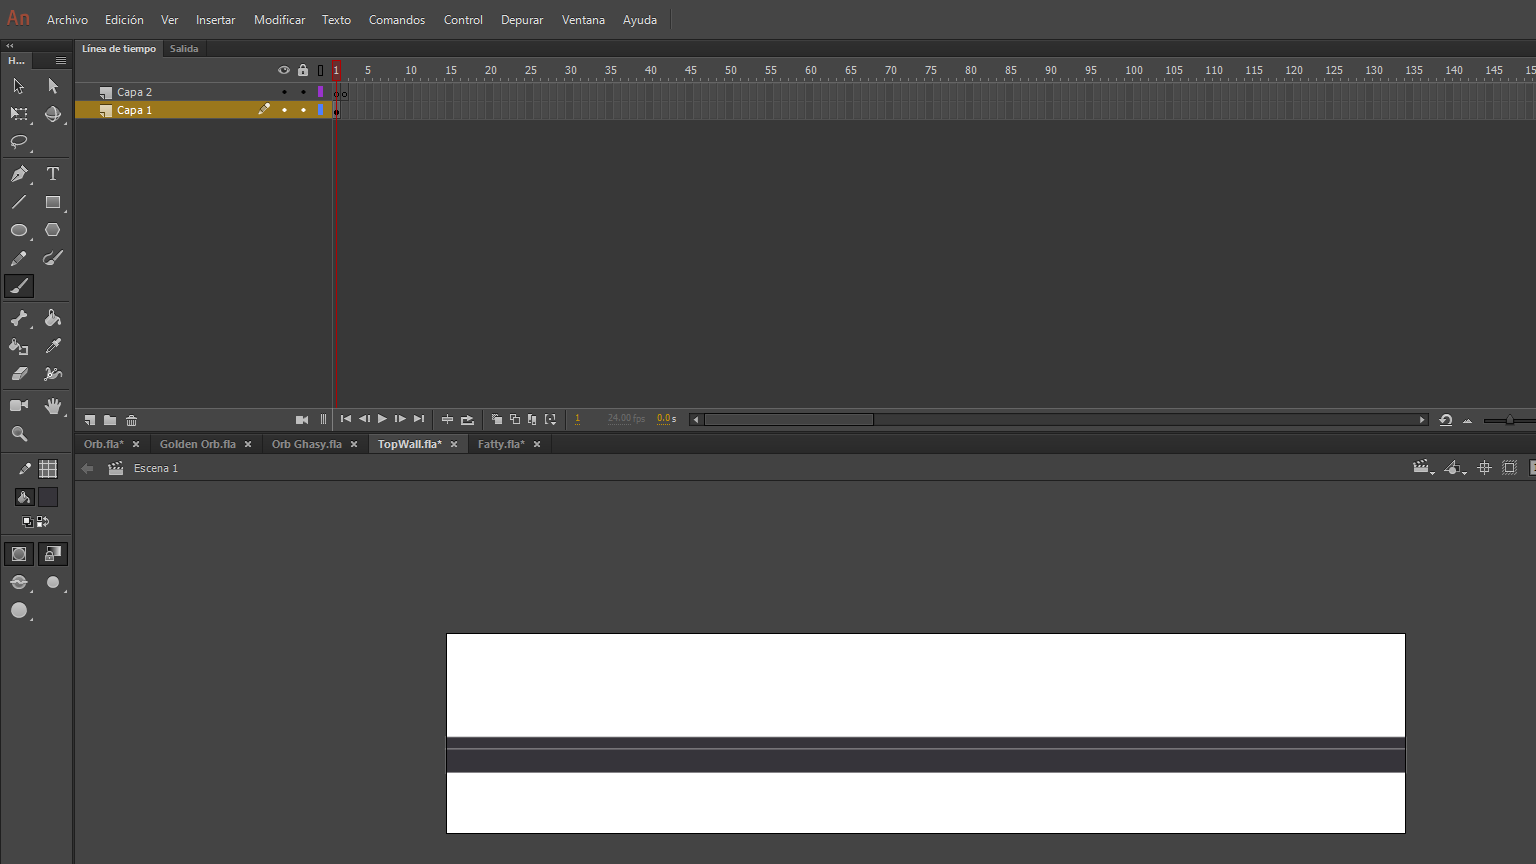 An Archivo Edición Ver Insertar Modificar Texto Comandos Control Depurar Ventana Ayuda
H... Línea de tiempo Salida
1 5 10 15 20 25 30 35 40 45 50 55 60 65 70 75 80 85 90 95 100 105 110 115 120 125 130 135 140 145 15
Capa 2
Capa 1
T
1 24.00 fps 0.0 s
Orb.fla* Golden Orb.fla Orb Ghasy.fla TopWall.fla* Fatty.fla*
Escena 1